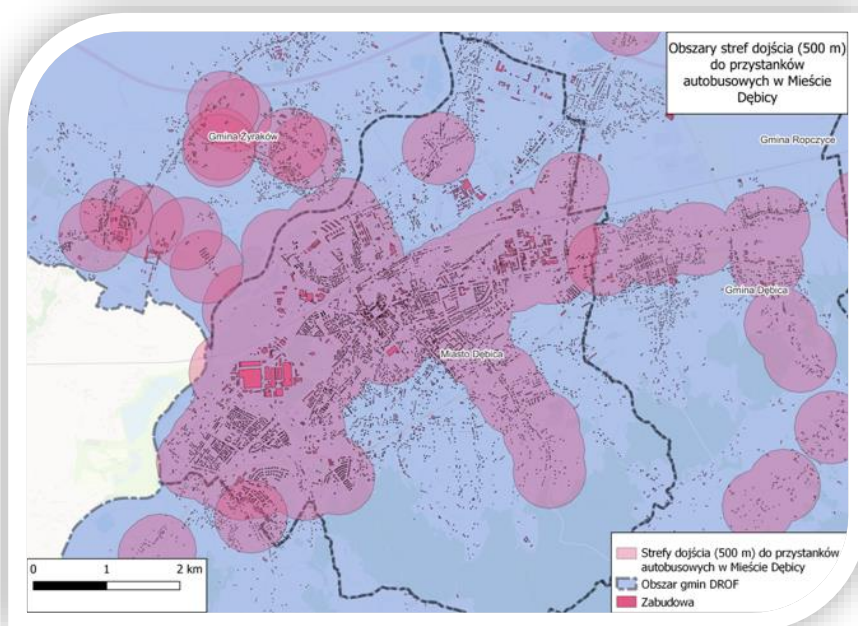 Obszary stref dojścia (500 m)
do przystanków
autobusowych w Mieście
Dębicy
Gmina Żyraków
Gmina Ropczyce
Gmina Dębica
Miasto Dębica
0 1 2 km
Strefy dojścia (500 m) do przystanków
autobusowych w Mieście Dębicy
Obszar gmin DROF
Zabudowa